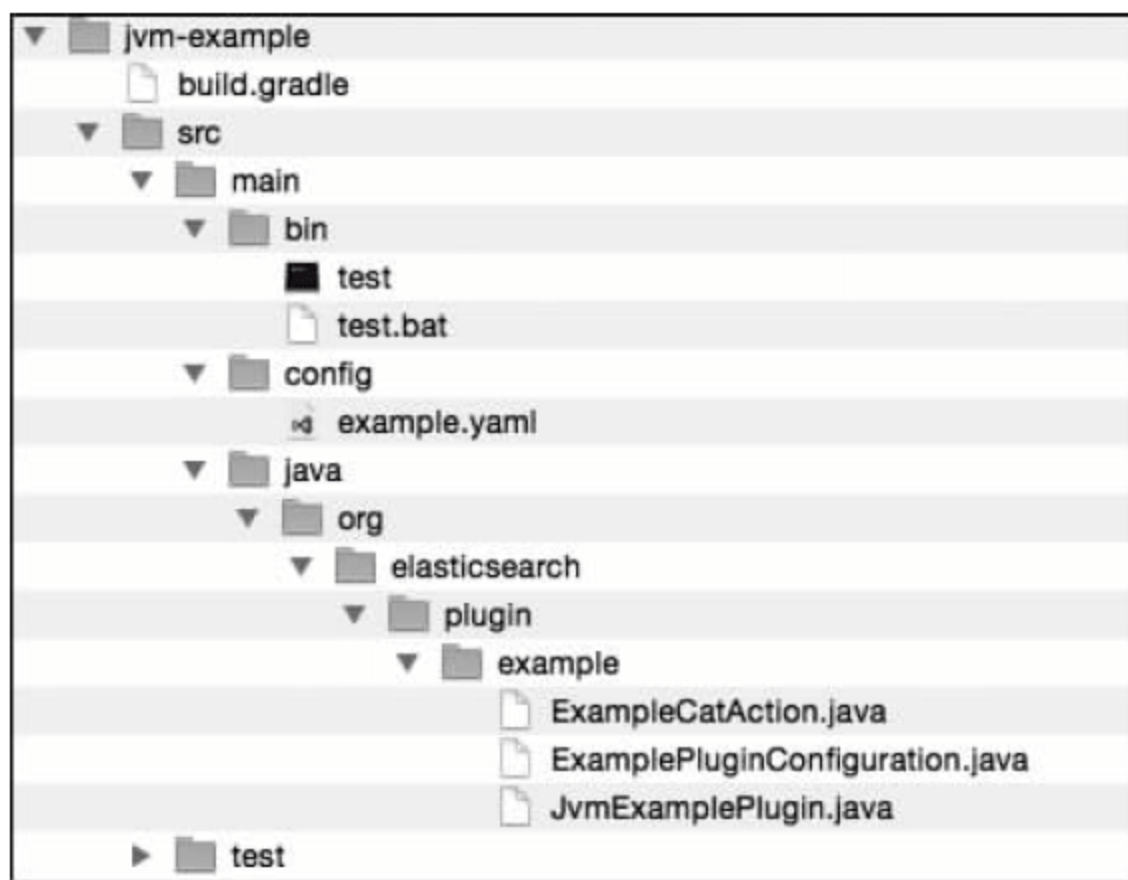 jvm-example
build.gradle
src
main
bin
test
test.bat
config
example.yaml
java
org
elasticsearch
plugin
example
ExampleCatAction.java
ExamplePluginConfiguration.java
JvmExamplePlugin.java
test